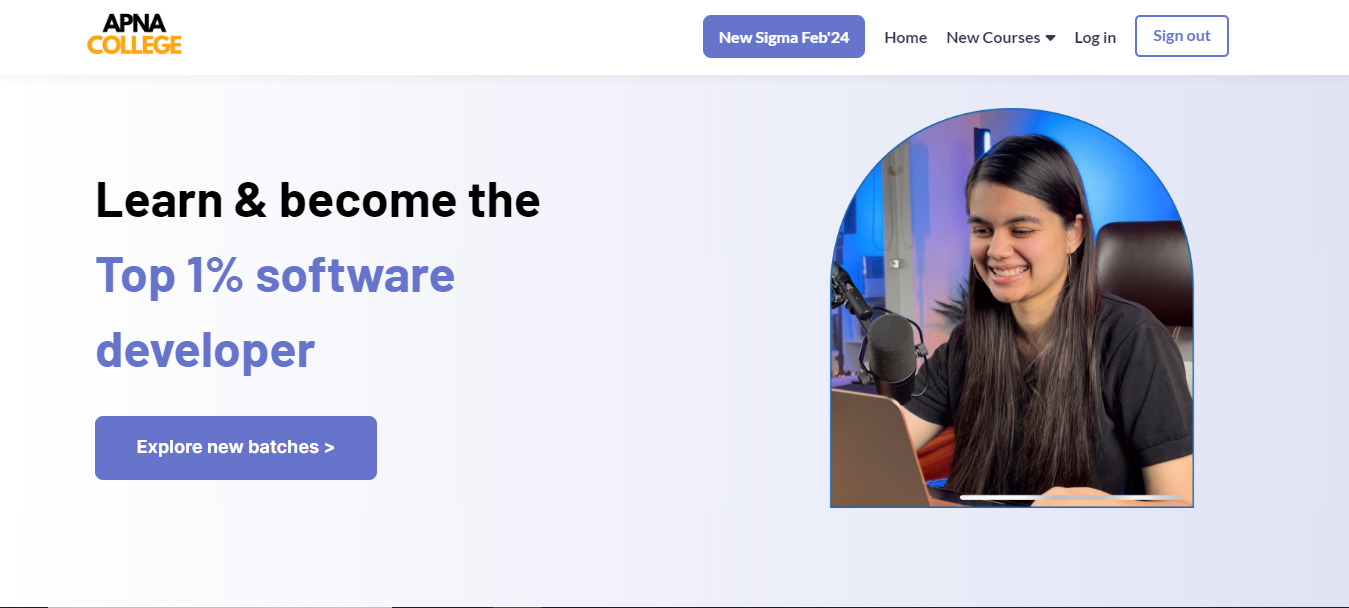 APNA
COLLEGE
New Sigma Feb'24
Home
New Courses
Log in
Sign out
Learn & become the
Top 1% software
developer
Explore new batches >